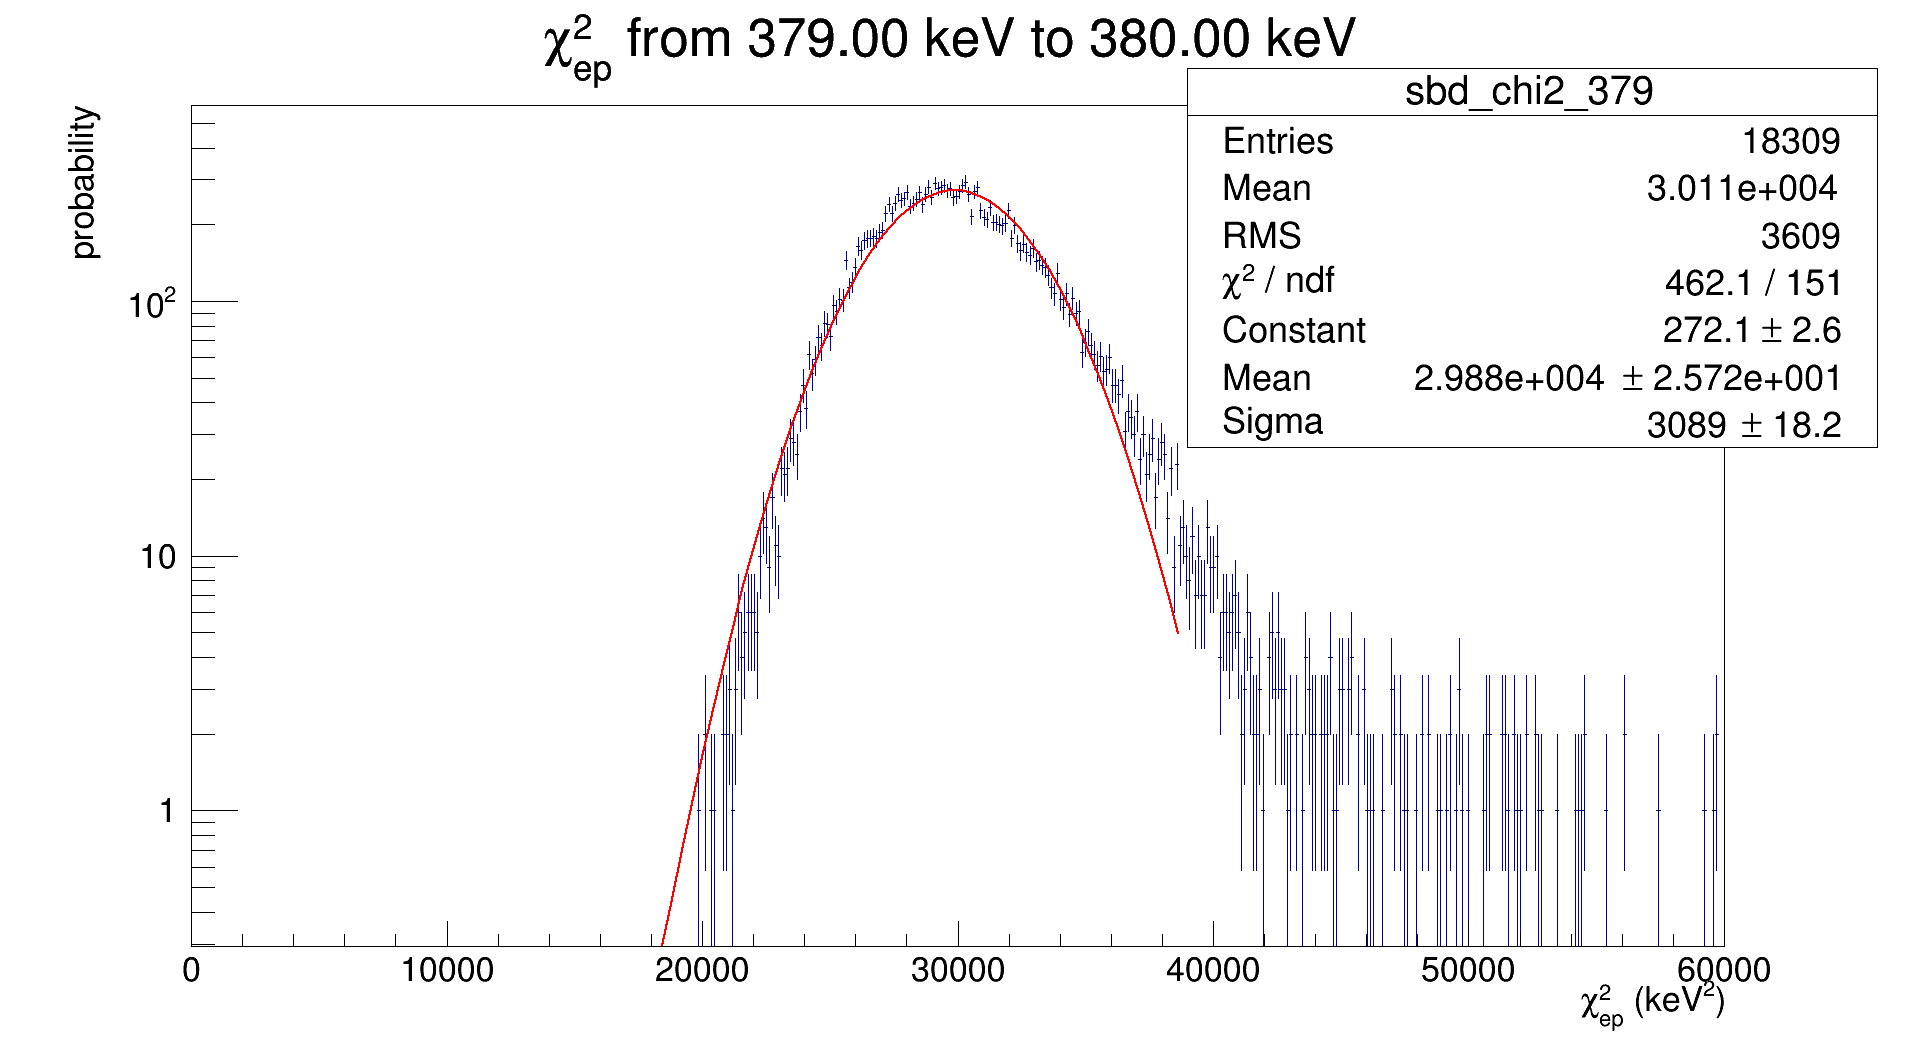 χ²ep from 379.00 keV to 380.00 keV
sbd_chi2_379
Entries 18309
Mean 3.011e+004
RMS 3609
χ² / ndf 462.1 / 151
Constant 272.1 ± 2.6
Mean 2.988e+004 ± 2.572e+001
Sigma 3089 ± 18.2
probability
10²
10
1
0 10000 20000 30000 40000 50000 60000
χ²ep (keV²)